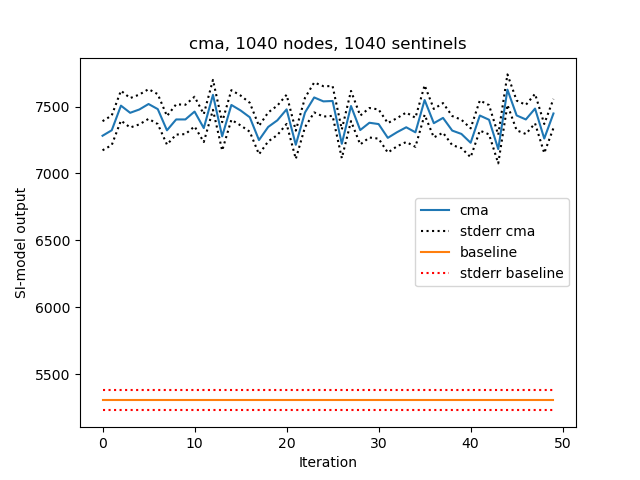 cma, 1040 nodes, 1040 sentinels
SI-model output
7500
7000
6500
6000
5500
cma
stderr cma
baseline
stderr baseline
0 10 20 30 40 50
Iteration